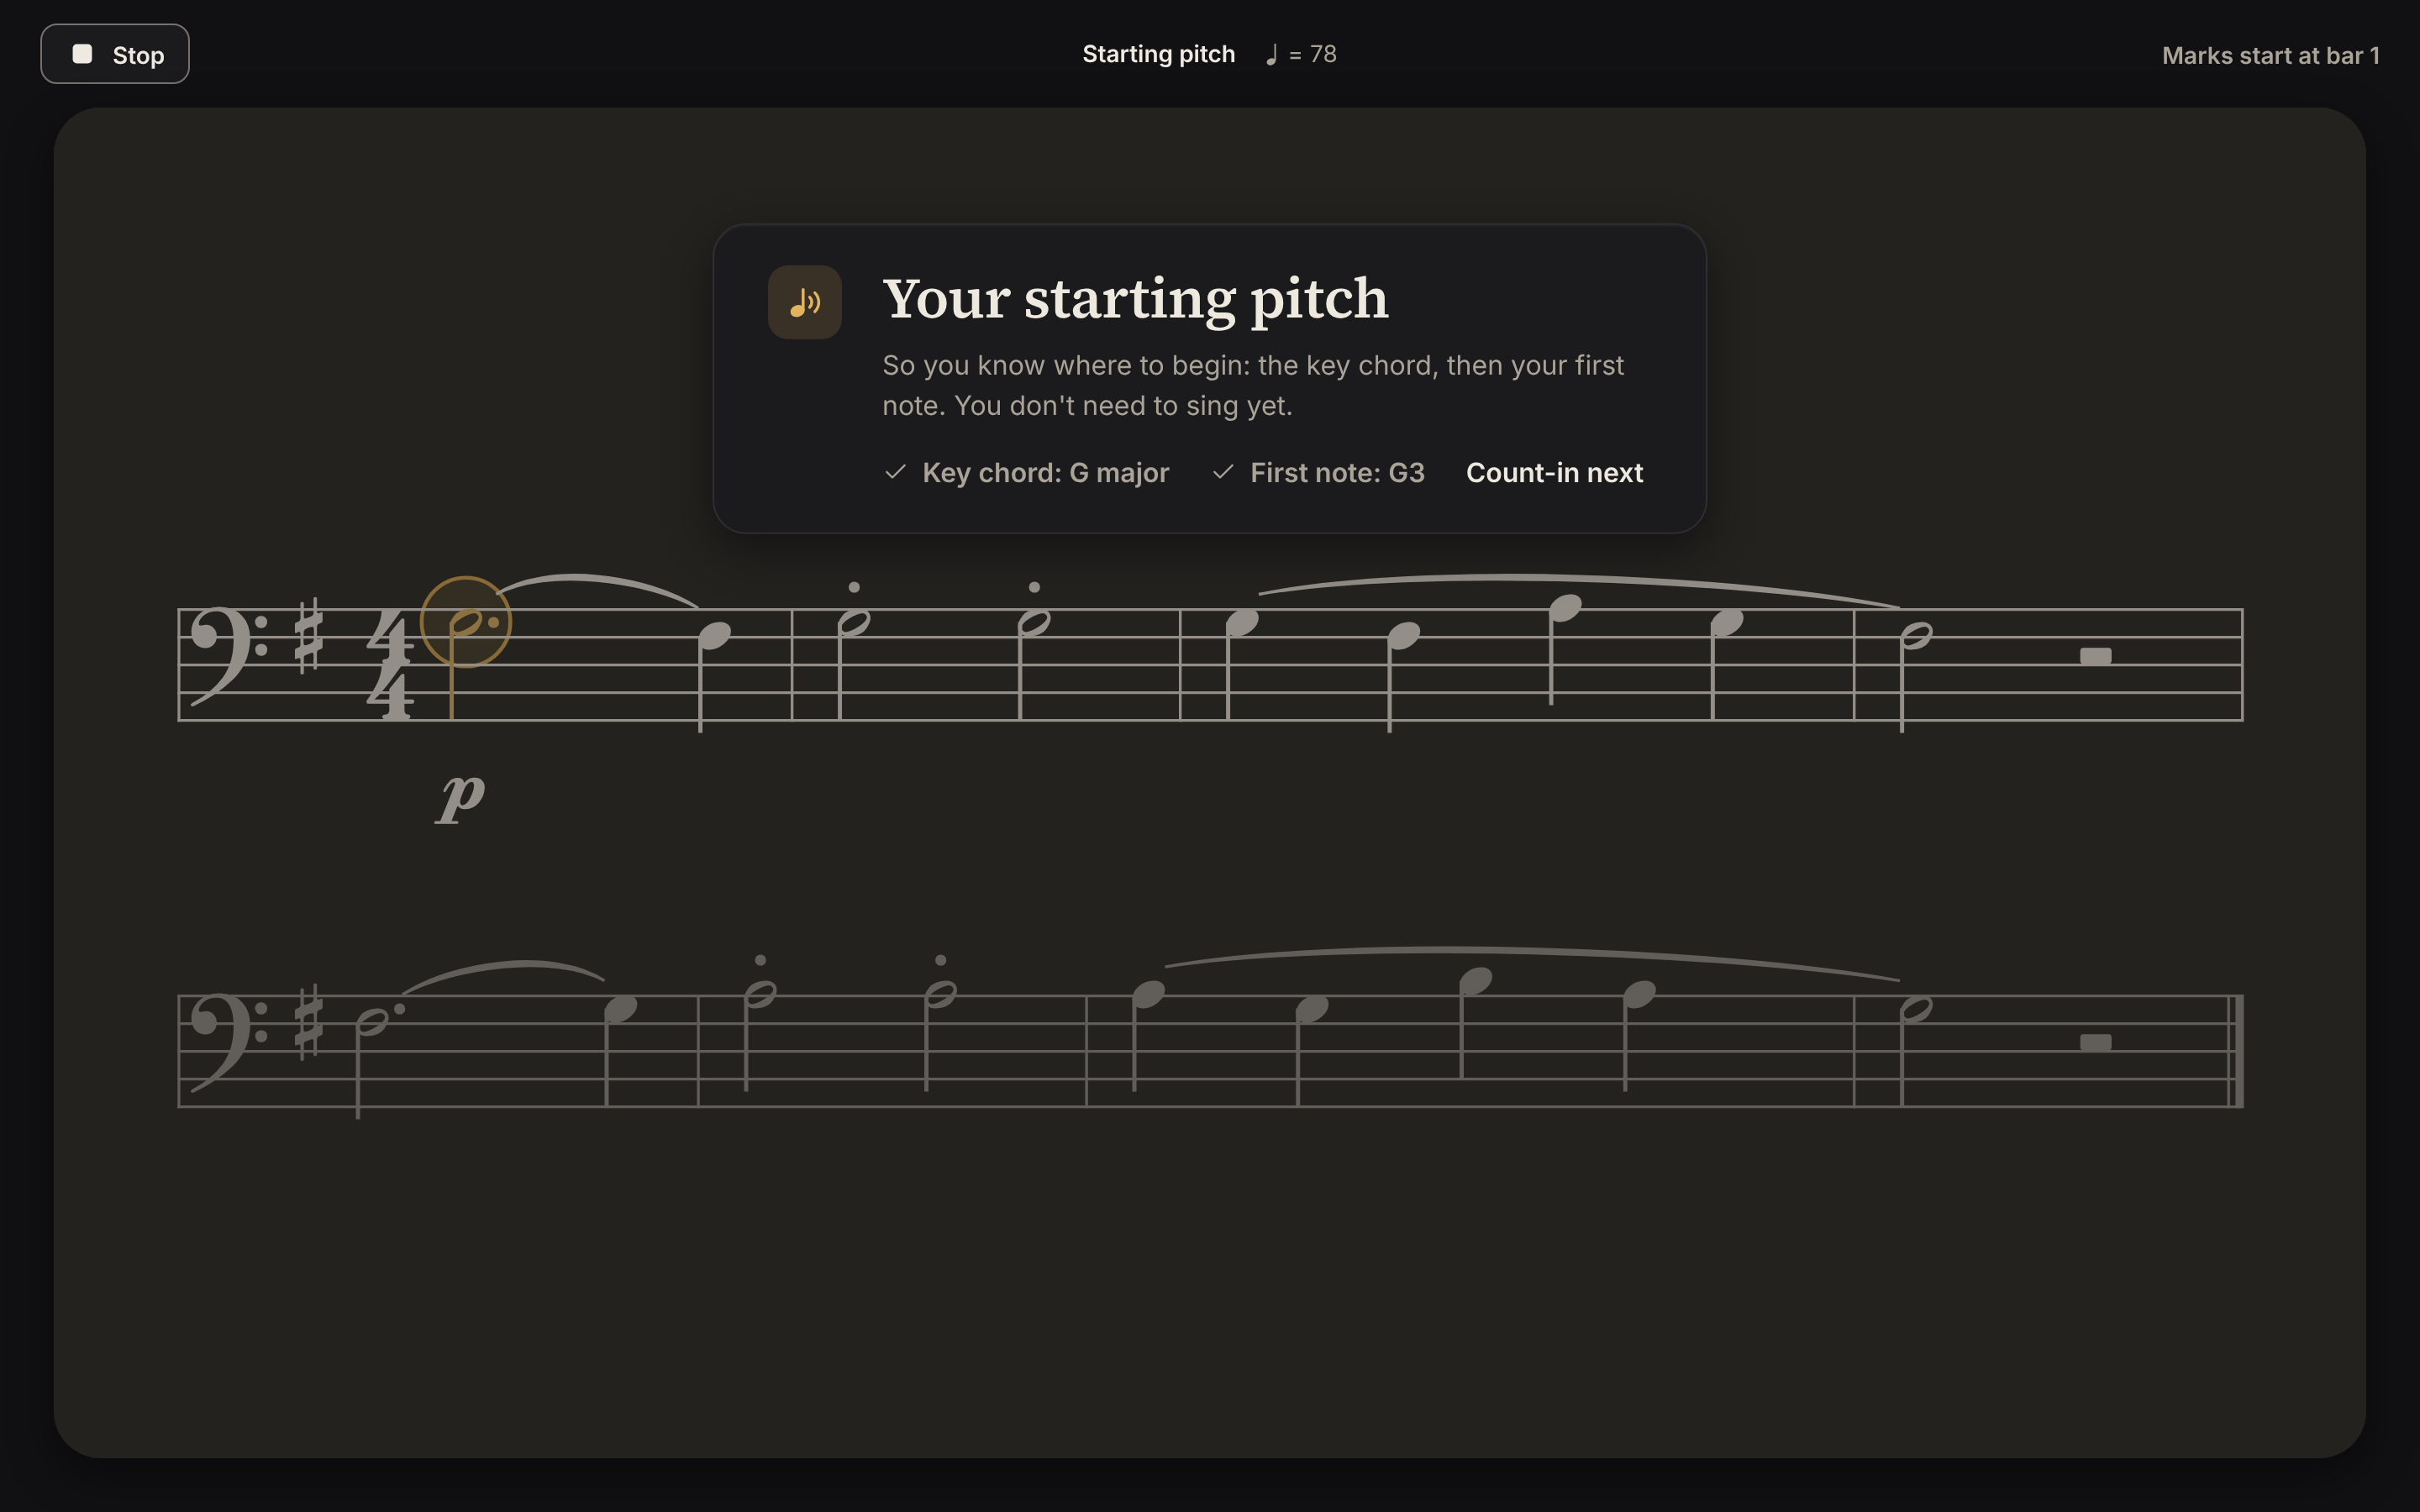 Stop
Starting pitch ♩ = 78
Marks start at bar 1
Your starting pitch
So you know where to begin: the key chord, then your first
note. You don't need to sing yet.
✓ Key chord: G major ✓ First note: G3 Count-in next
4
4
p